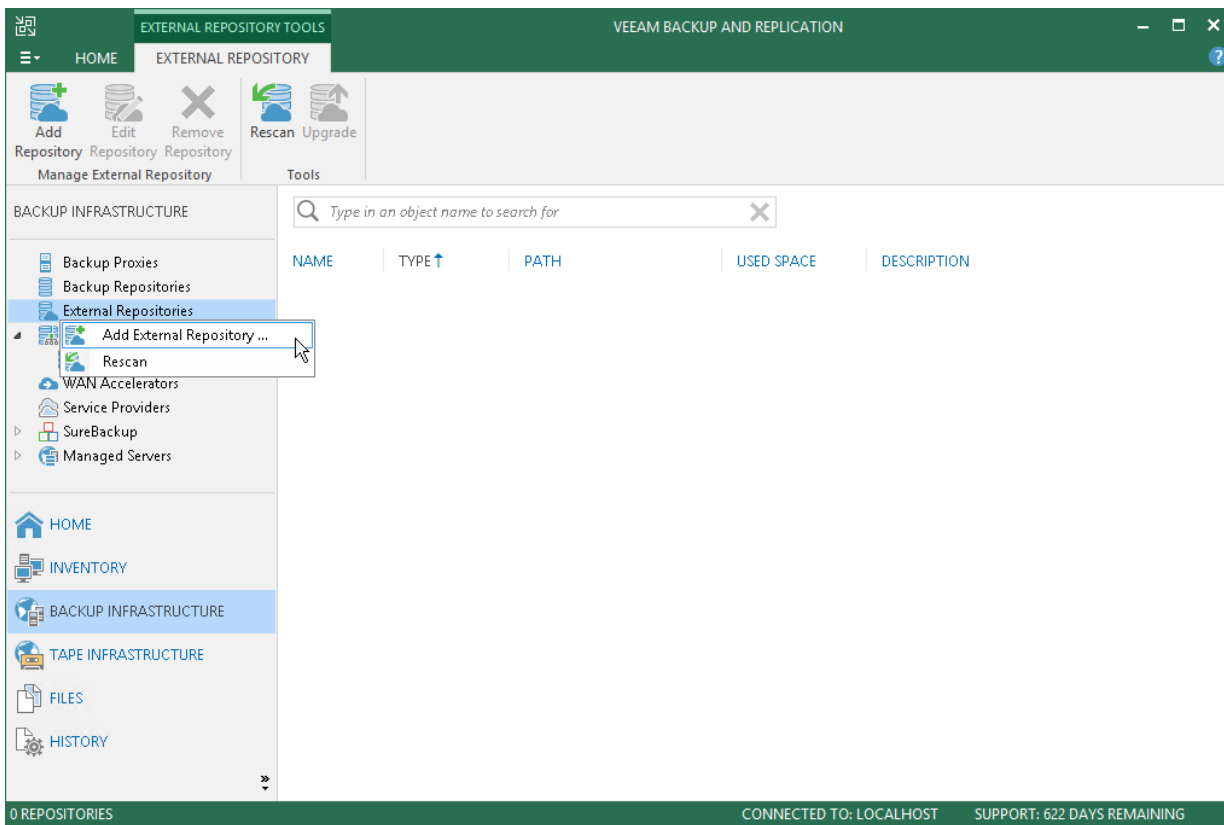 EXTERNAL REPOSITORY TOOLS
VEEAM BACKUP AND REPLICATION
HOME
EXTERNAL REPOSITORY
?
Add Repository
Edit Repository
Remove Repository
Rescan
Upgrade
Manage External Repository
Tools
BACKUP INFRASTRUCTURE
Type in an object name to search for
NAME
TYPE
PATH
USED SPACE
DESCRIPTION
Backup Proxies
Backup Repositories
External Repositories
Add External Repository ...
Rescan
WAN Accelerators
Service Providers
SureBackup
Managed Servers
HOME
INVENTORY
BACKUP INFRASTRUCTURE
TAPE INFRASTRUCTURE
FILES
HISTORY
0 REPOSITORIES
CONNECTED TO: LOCALHOST
SUPPORT: 622 DAYS REMAINING